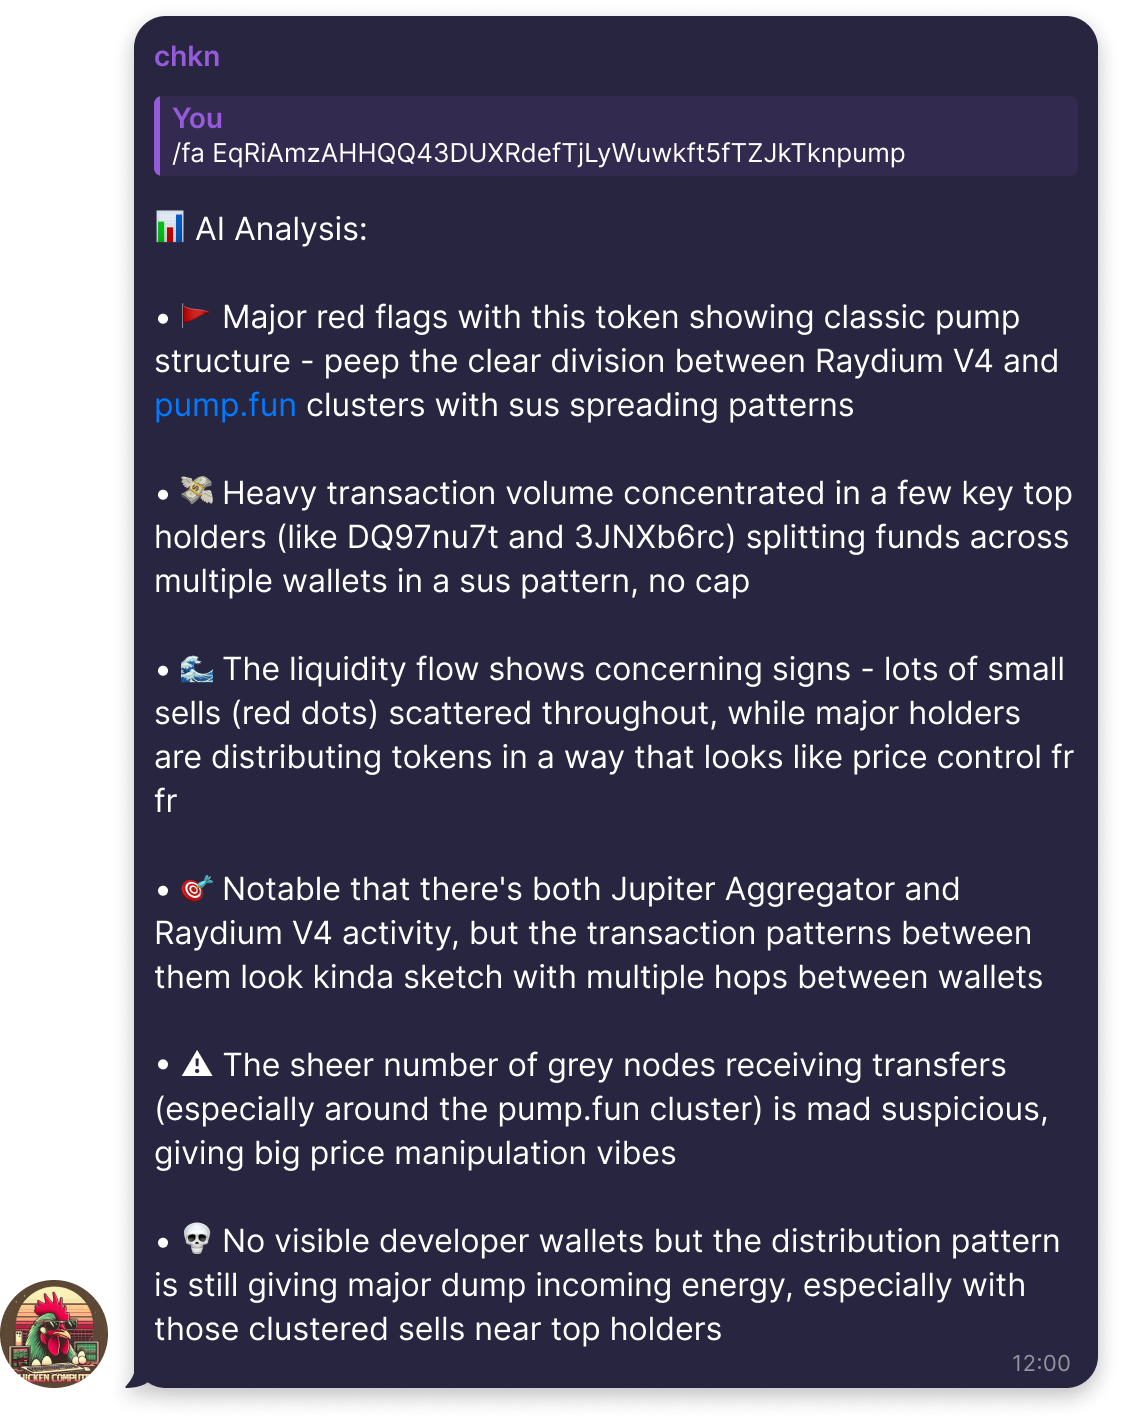 chkn
You
/fa EqRiAmzAHHQQ43DUXRdefTjLyWuwkft5fTZJkTknpump
📊 AI Analysis:
• 🚩 Major red flags with this token showing classic pump
structure - peep the clear division between Raydium V4 and
pump.fun clusters with sus spreading patterns
• 💸 Heavy transaction volume concentrated in a few key top
holders (like DQ97nu7t and 3JNXb6rc) splitting funds across
multiple wallets in a sus pattern, no cap
• 🌊 The liquidity flow shows concerning signs - lots of small
sells (red dots) scattered throughout, while major holders
are distributing tokens in a way that looks like price control fr
fr
• 🎯 Notable that there's both Jupiter Aggregator and
Raydium V4 activity, but the transaction patterns between
them look kinda sketch with multiple hops between wallets
• ⚠ The sheer number of grey nodes receiving transfers
(especially around the pump.fun cluster) is mad suspicious,
giving big price manipulation vibes
• 💀 No visible developer wallets but the distribution pattern
is still giving major dump incoming energy, especially with
those clustered sells near top holders
12:00